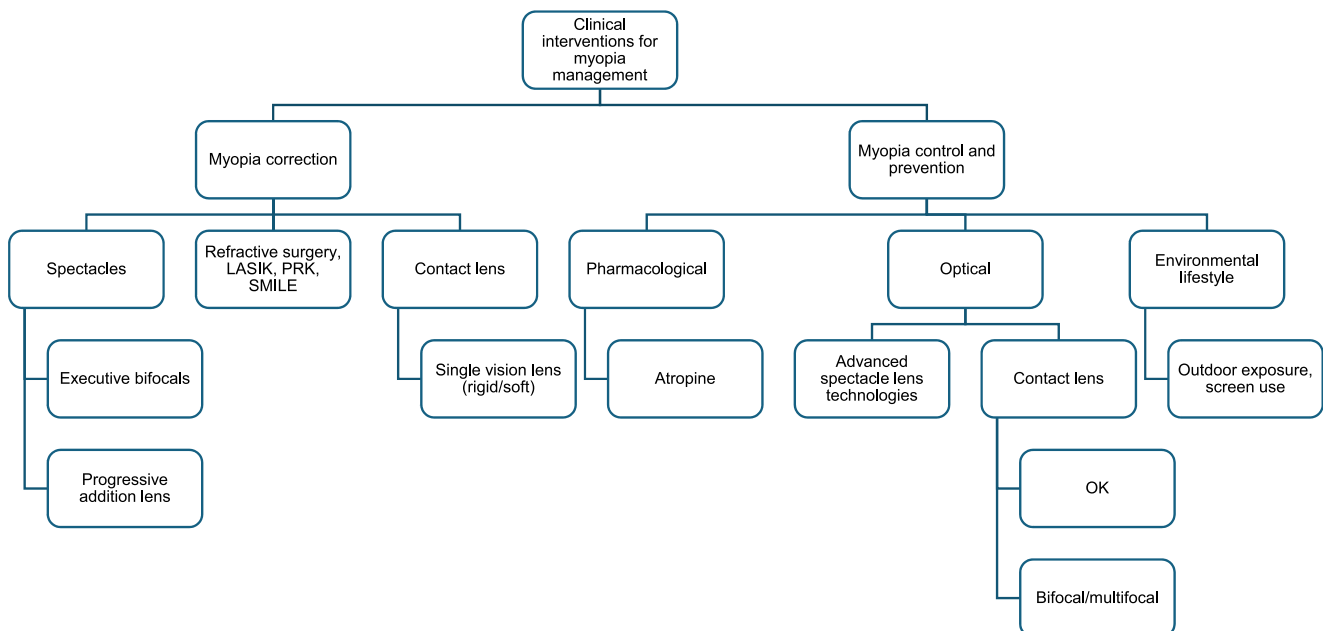 Clinical
interventions for
myopia
management
Myopia correction
Myopia control and
prevention
Spectacles
Refractive surgery,
LASIK, PRK,
SMILE
Contact lens
Pharmacological
Optical
Environmental
lifestyle
Executive bifocals
Single vision lens
(rigid/soft)
Atropine
Advanced
spectacle lens
technologies
Contact lens
Outdoor exposure,
screen use
Progressive
addition lens
OK
Bifocal/multifocal